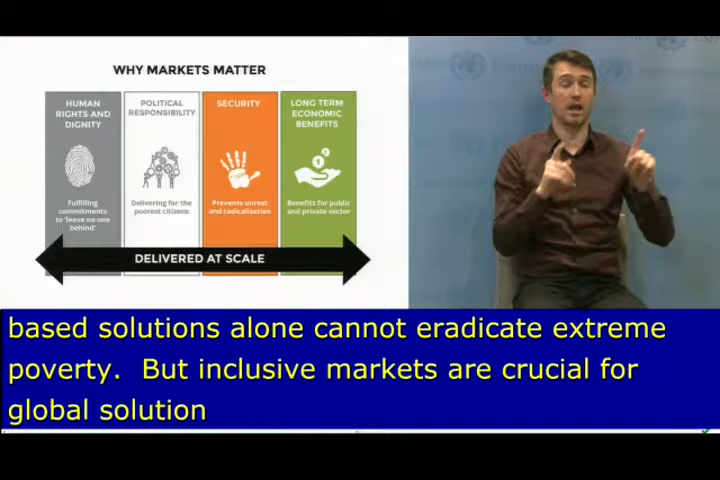 WHY MARKETS MATTER
HUMAN
RIGHTS AND
DIGNITY
Fulfilling
commitments
to 'leave no-one
behind'
POLITICAL
RESPONSIBILITY
Delivering for the
poorest citizens
SECURITY
Prevents unrest
and radicalisation
LONG TERM
ECONOMIC
BENEFITS
Benefits for public
and private sector
DELIVERED AT SCALE
based solutions alone cannot eradicate extreme
poverty.  But inclusive markets are crucial for
global solution